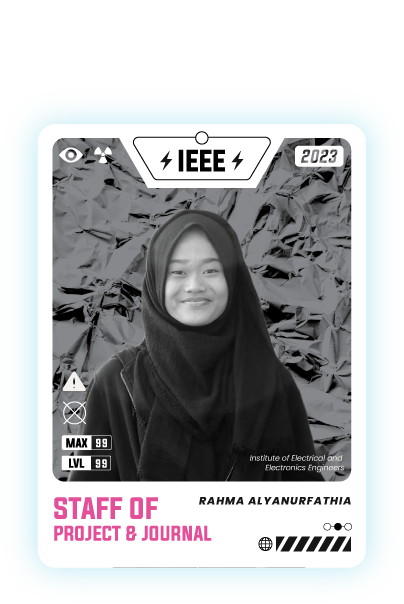 IEEE
2023
MAX 99
LVL 99
Institute of Electrical and
Electronics Engineers
STAFF OF
PROJECT & JOURNAL
RAHMA ALYANURFATHIA